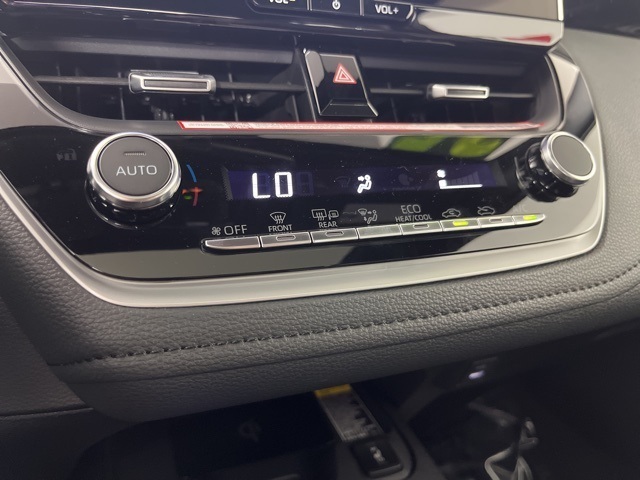 VOL- VOL+
AUTO
LO
OFF FRONT REAR ECO HEAT/COOL